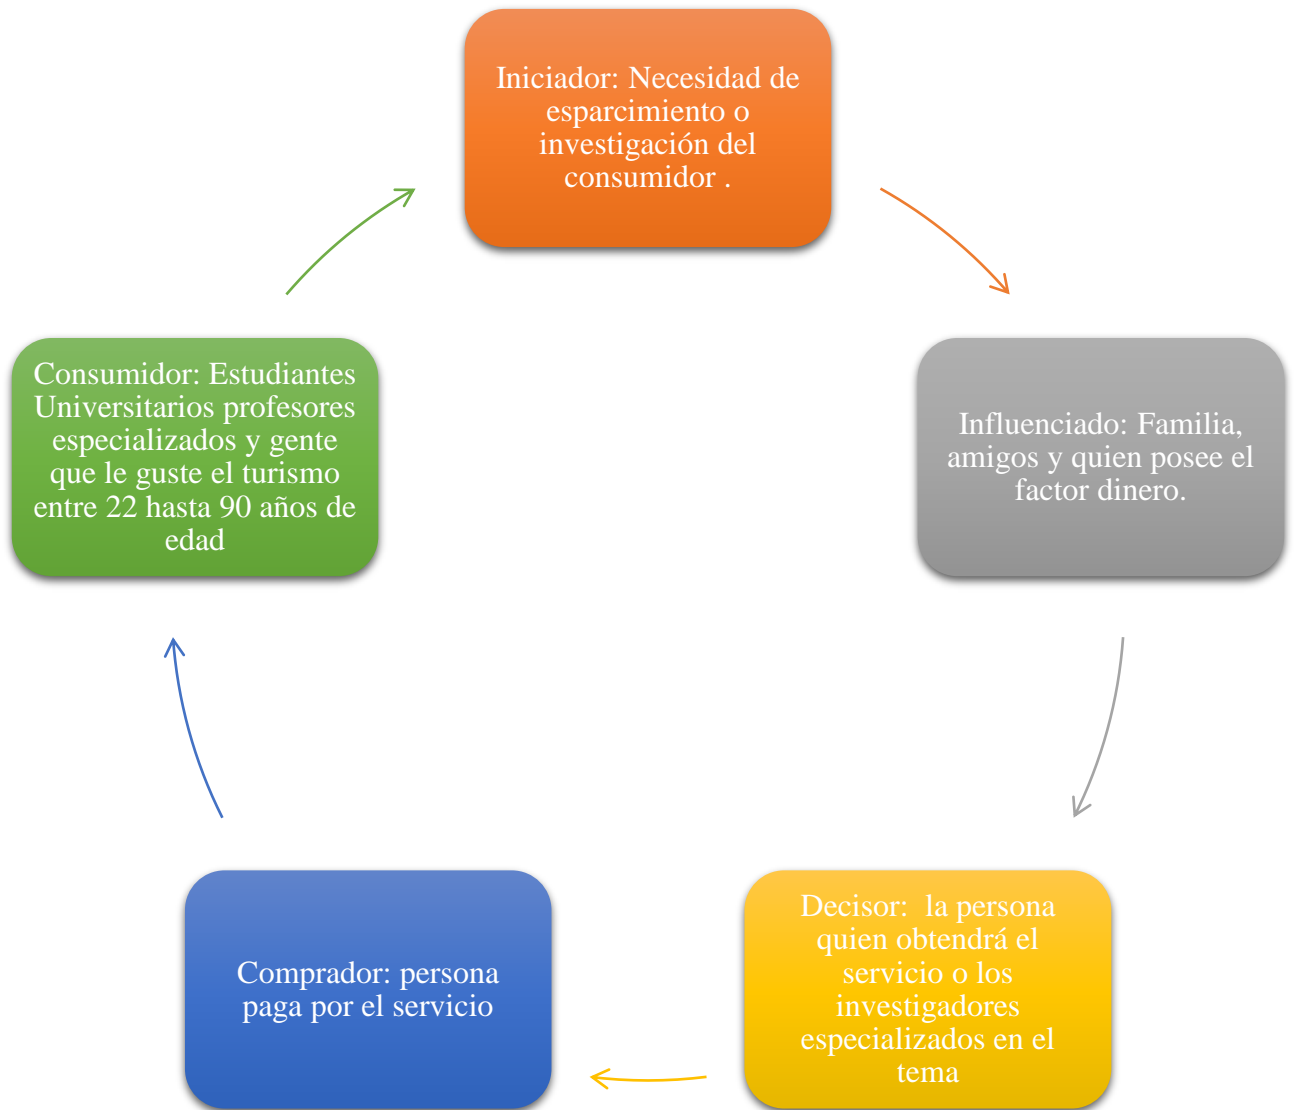 Iniciador: Necesidad de
esparcimiento o
investigación del
consumidor .
Influenciado: Familia,
amigos y quien posee el
factor dinero.
Decisor:  la persona
quien obtendrá el
servicio o los
investigadores
especializados en el
tema
Comprador: persona
paga por el servicio
Consumidor: Estudiantes
Universitarios profesores
especializados y gente
que le guste el turismo
entre 22 hasta 90 años de
edad